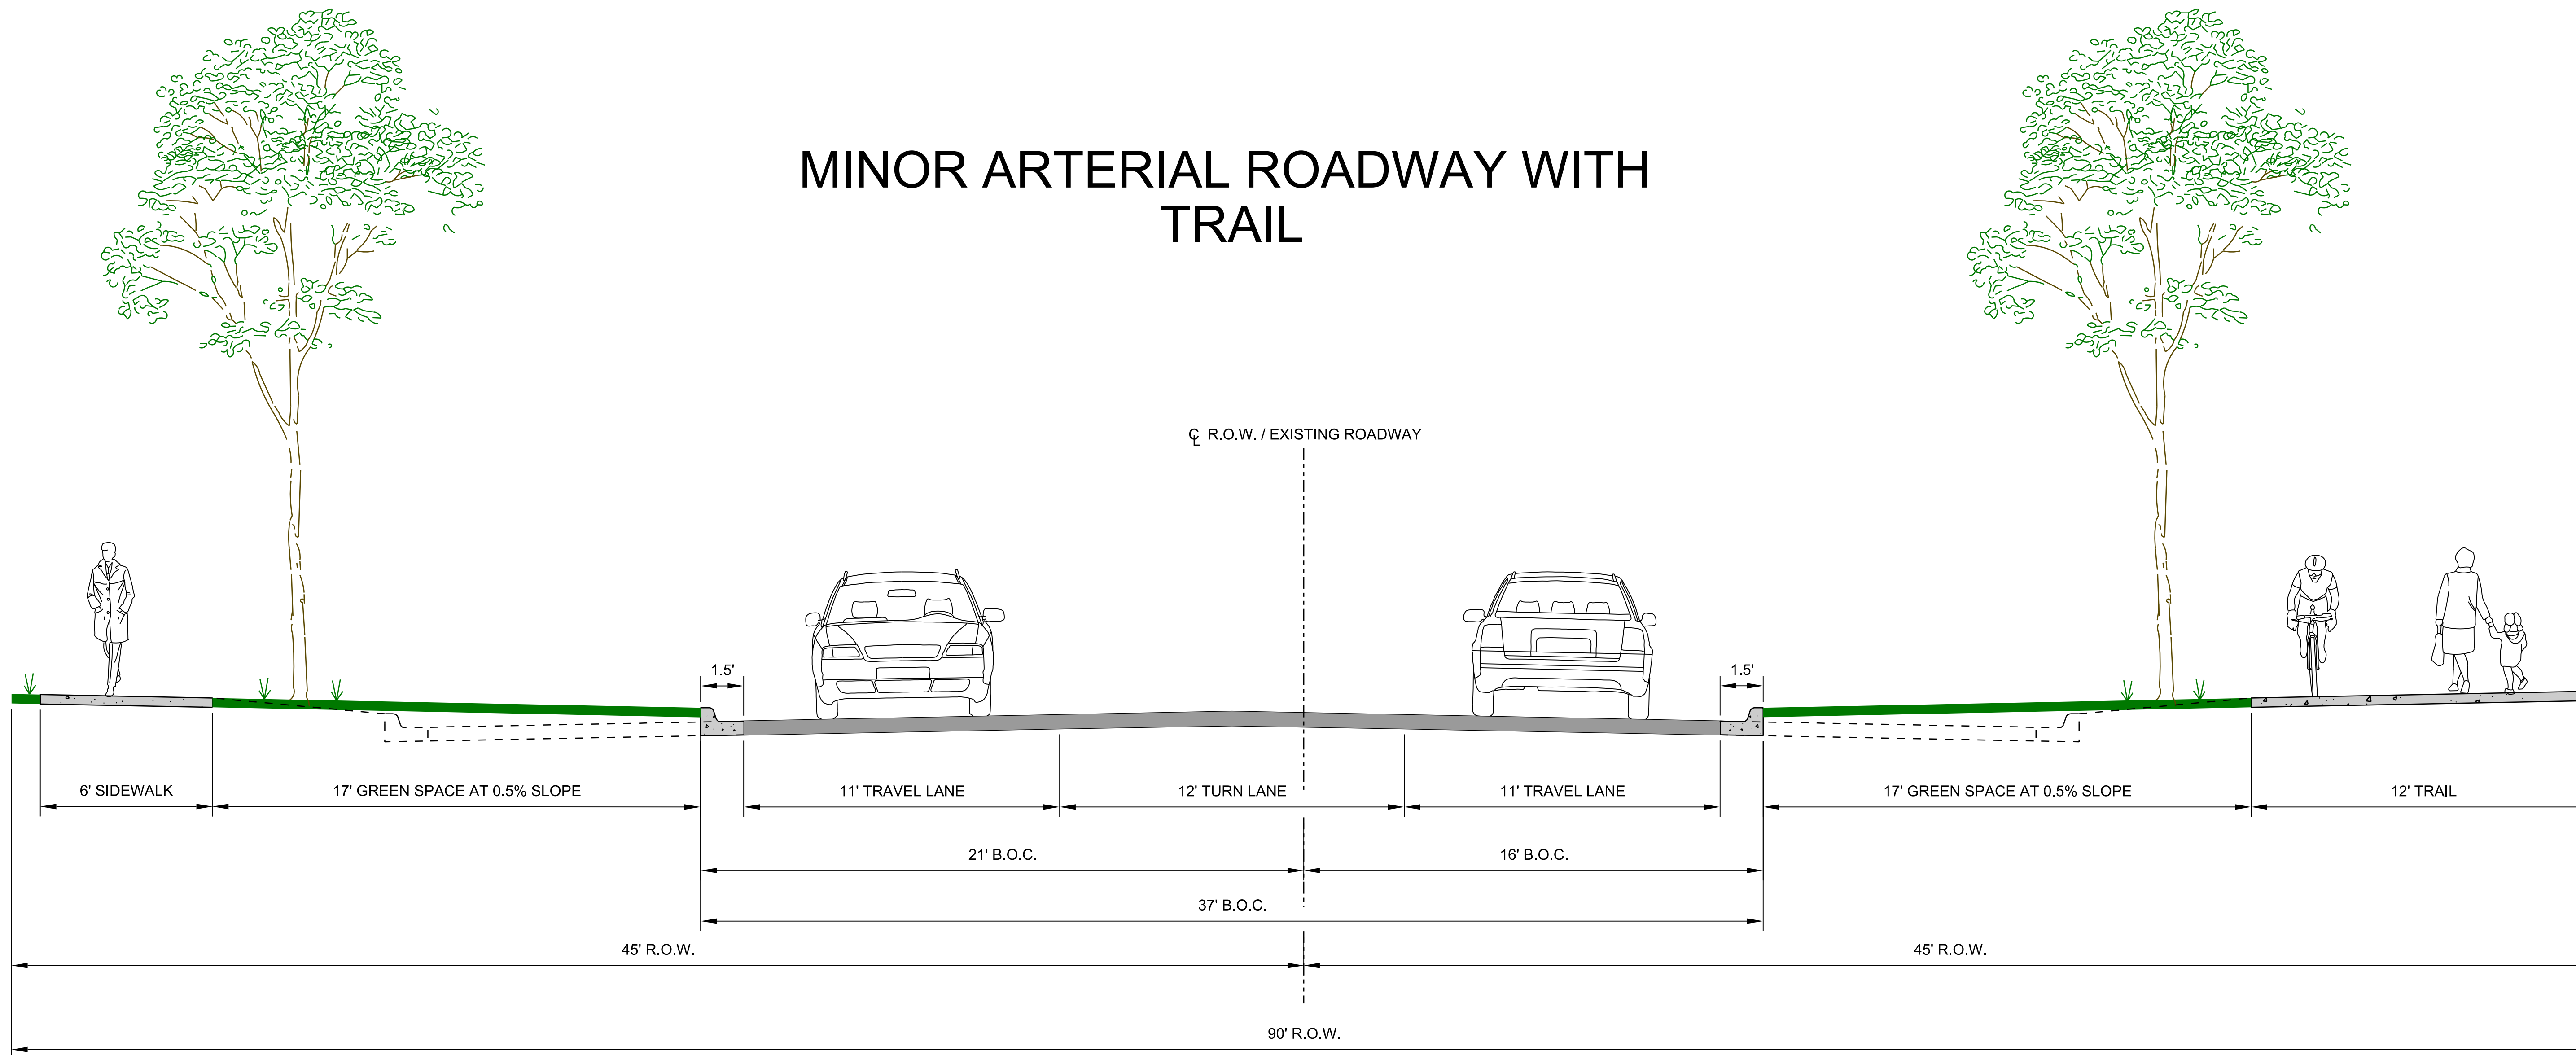 MINOR ARTERIAL ROADWAY WITH
TRAIL
℄ R.O.W. / EXISTING ROADWAY
1.5'
1.5'
6' SIDEWALK
17' GREEN SPACE AT 0.5% SLOPE
11' TRAVEL LANE
12' TURN LANE
11' TRAVEL LANE
17' GREEN SPACE AT 0.5% SLOPE
12' TRAIL
21' B.O.C.
16' B.O.C.
37' B.O.C.
45' R.O.W.
45' R.O.W.
90' R.O.W.